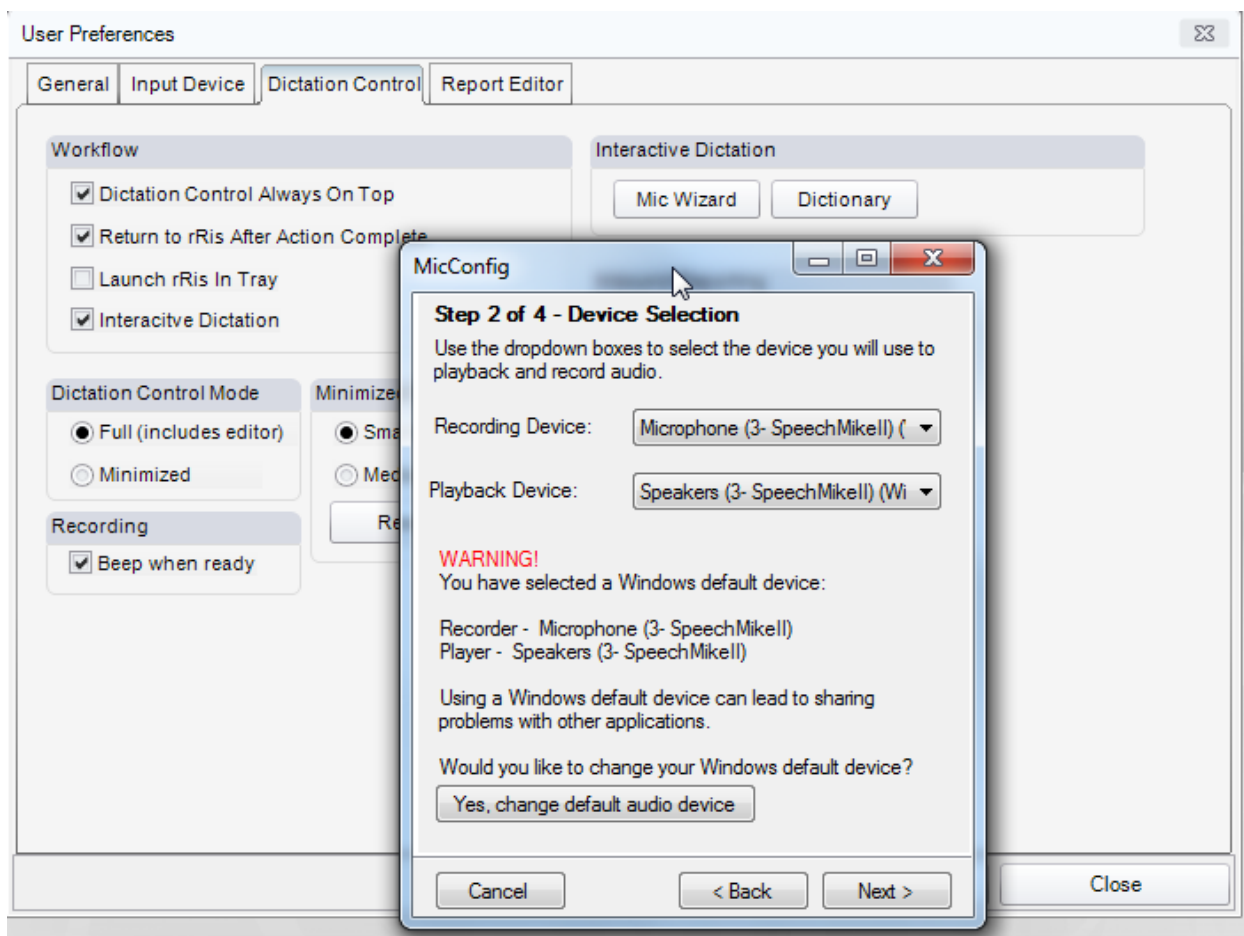 User Preferences
General Input Device Dictation Control Report Editor
Workflow
Dictation Control Always On Top
Return to rRis After Action Complete
Launch rRis In Tray
Interacitve Dictation
Interactive Dictation
Mic Wizard Dictionary
Dictation Control Mode
Full (includes editor)
Minimized
Minimize
Sma
Med
Re
Recording
Beep when ready
MicConfig
Step 2 of 4 - Device Selection
Use the dropdown boxes to select the device you will use to
playback and record audio.
Recording Device: Microphone (3- SpeechMikeII) (
Playback Device: Speakers (3- SpeechMikeII) (Wi
WARNING!
You have selected a Windows default device:
Recorder - Microphone (3- SpeechMikeII)
Player - Speakers (3- SpeechMikeII)
Using a Windows default device can lead to sharing
problems with other applications.
Would you like to change your Windows default device?
Yes, change default audio device
Cancel < Back Next >
Close